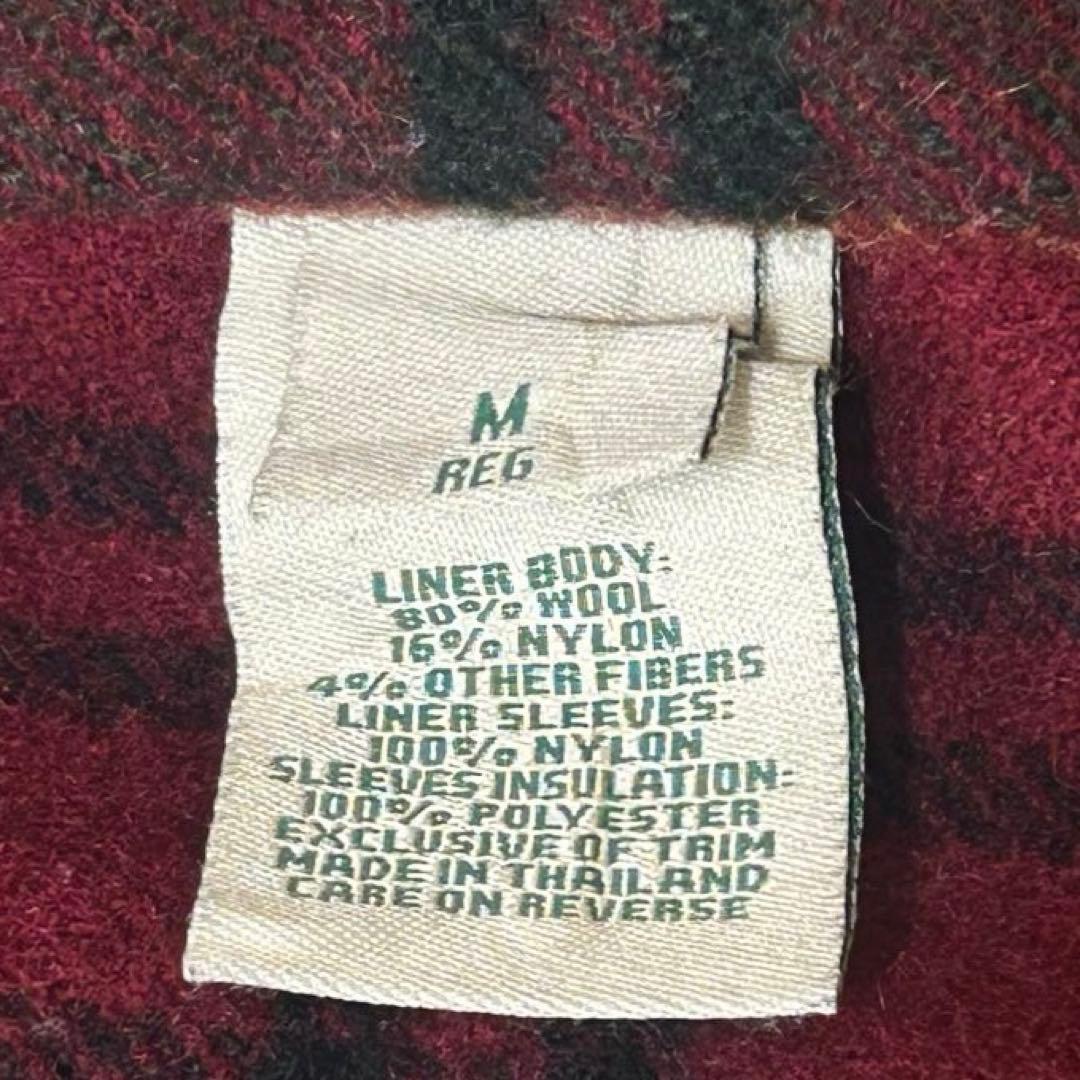 M
REG
LINER BODY:
80% WOOL
16% NYLON
4% OTHER FIBERS
LINER SLEEVES:
100% NYLON
SLEEVES INSULATION:
100% POLYESTER
EXCLUSIVE OF TRIM
MADE IN THAILAND
CARE ON REVERSE